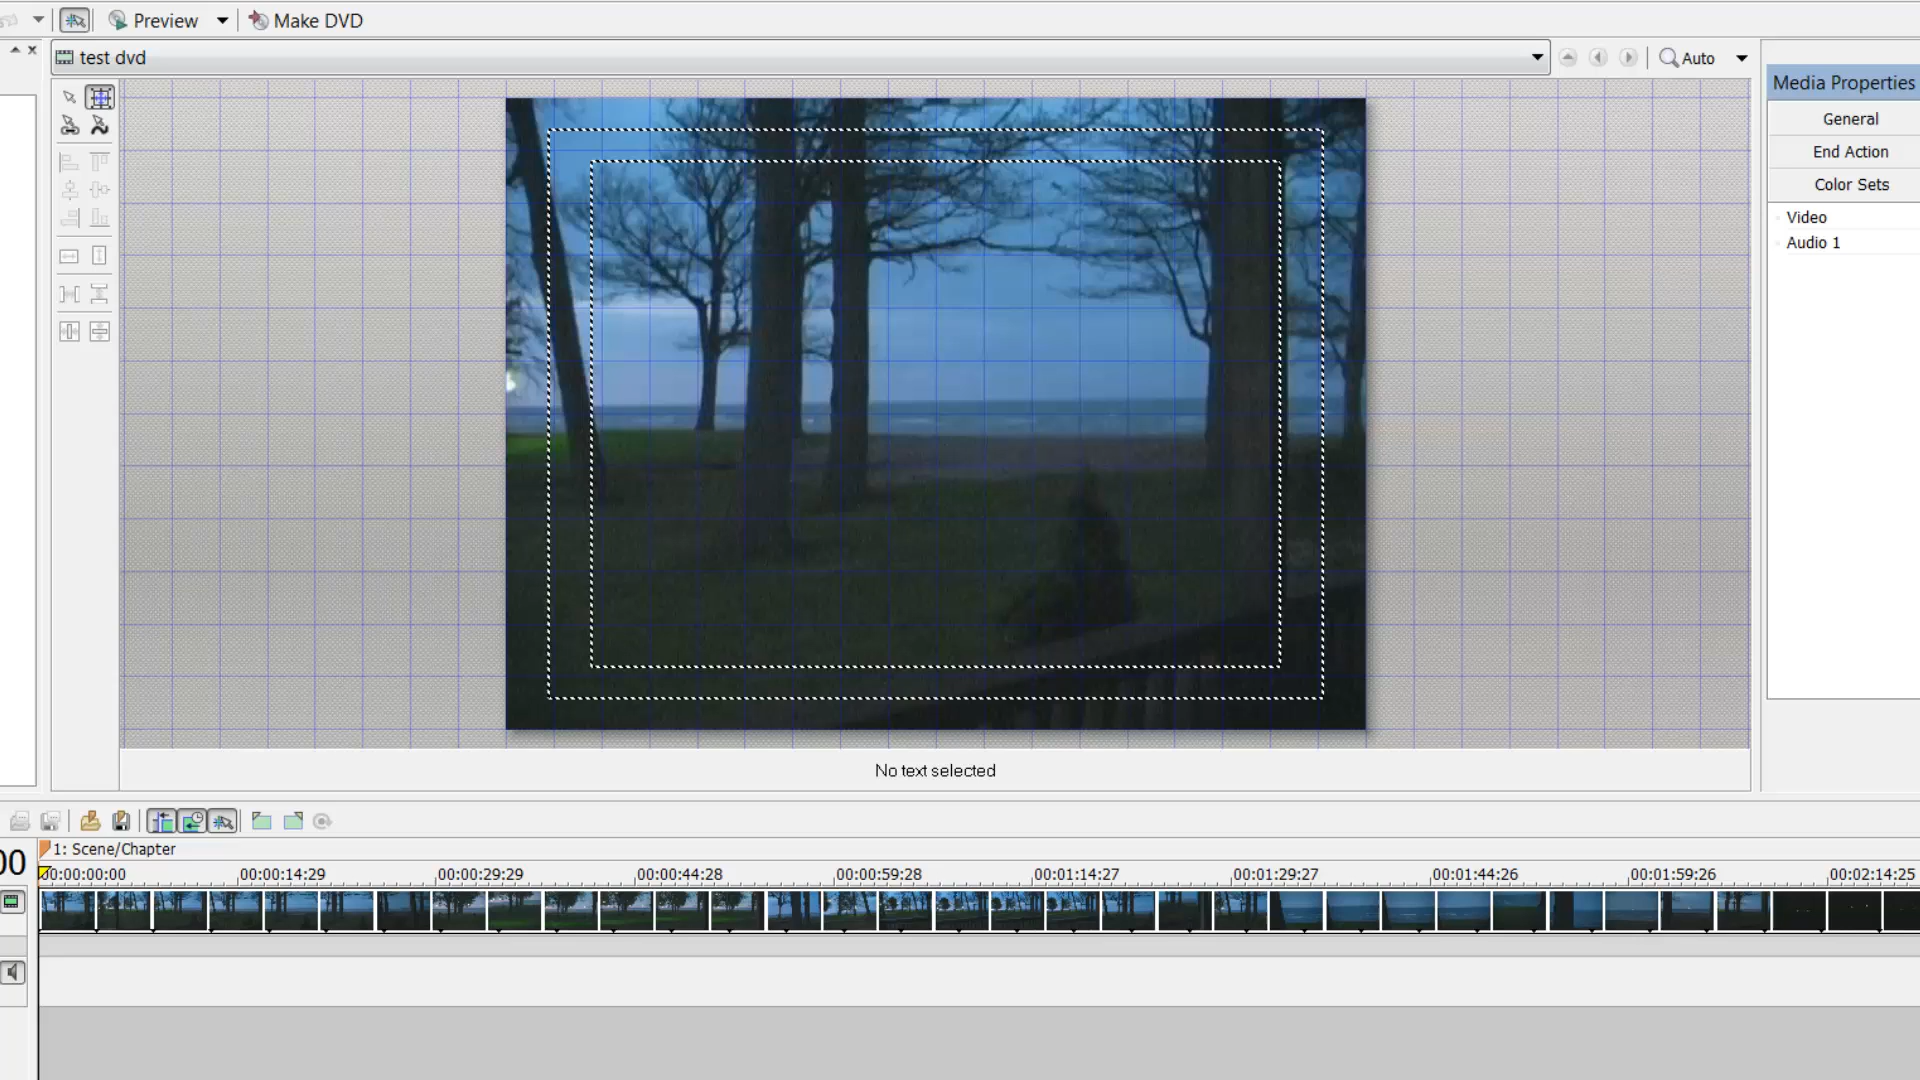 Preview
Make DVD
test dvd
Auto
Media Properties
General
End Action
Color Sets
Video
Audio 1
No text selected
00
1: Scene/Chapter
00:00:00:00 00:00:14:29 00:00:29:29 00:00:44:28 00:00:59:28 00:01:14:27 00:01:29:27 00:01:44:26 00:01:59:26 00:02:14:25